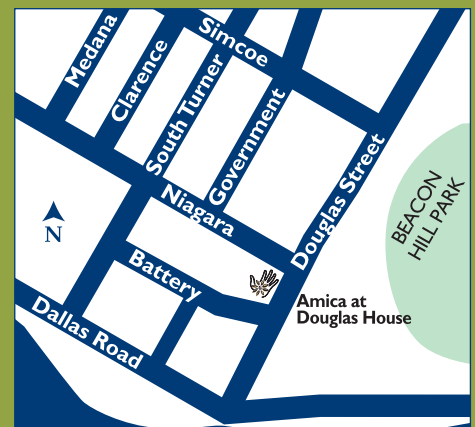 Simcoe
Medana
Clarence
South Turner
Government
Douglas Street
BEACON
HILL PARK
Niagara
N
Battery
Amica at
Douglas House
Dallas Road